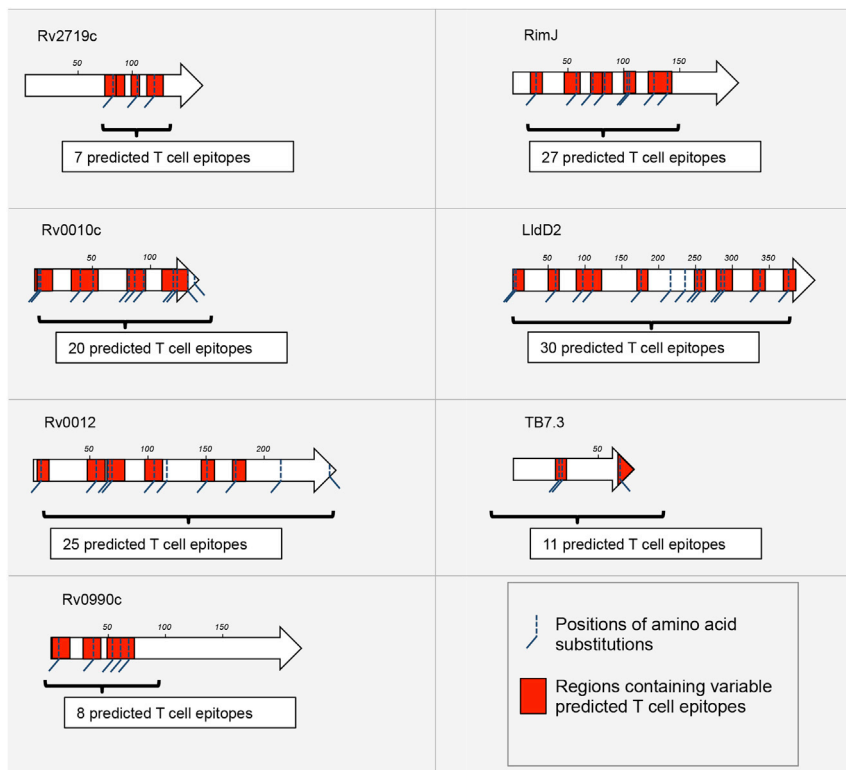 Rv2719c
50 100
7 predicted T cell epitopes
RimJ
50 100 150
27 predicted T cell epitopes
Rv0010c
50 100
20 predicted T cell epitopes
LldD2
50 100 150 200 250 300 350
30 predicted T cell epitopes
Rv0012
50 100 150 200
25 predicted T cell epitopes
TB7.3
50
11 predicted T cell epitopes
Rv0990c
50 100 150
8 predicted T cell epitopes
Positions of amino acid
substitutions
Regions containing variable
predicted T cell epitopes